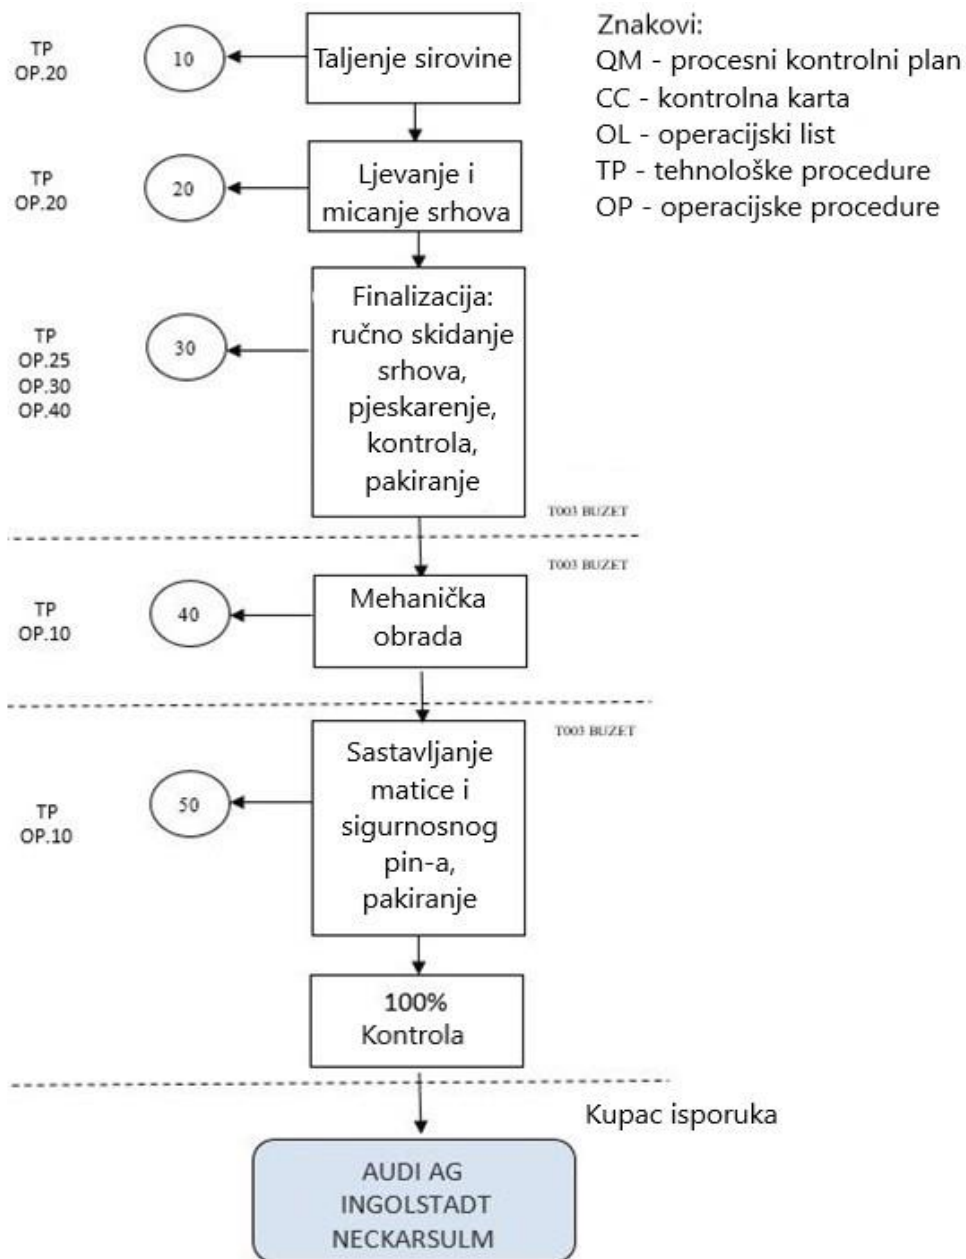 Znakovi:
QM - procesni kontrolni plan
CC - kontrolna karta
OL - operacijski list
TP - tehnološke procedure
OP - operacijske procedure
TP
OP.20
10
Taljenje sirovine
TP
OP.20
20
Ljevanje i
micanje srhova
TP
OP.25
OP.30
OP.40
30
Finalizacija:
ručno skidanje
srhova,
pjeskarenje,
kontrola,
pakiranje
T003 BUZET
T003 BUZET
TP
OP.10
40
Mehanička
obrada
T003 BUZET
TP
OP.10
50
Sastavljanje
matice i
sigurnosnog
pin-a,
pakiranje
100%
Kontrola
Kupac isporuka
AUDI AG
INGOLSTADT
NECKARSULM